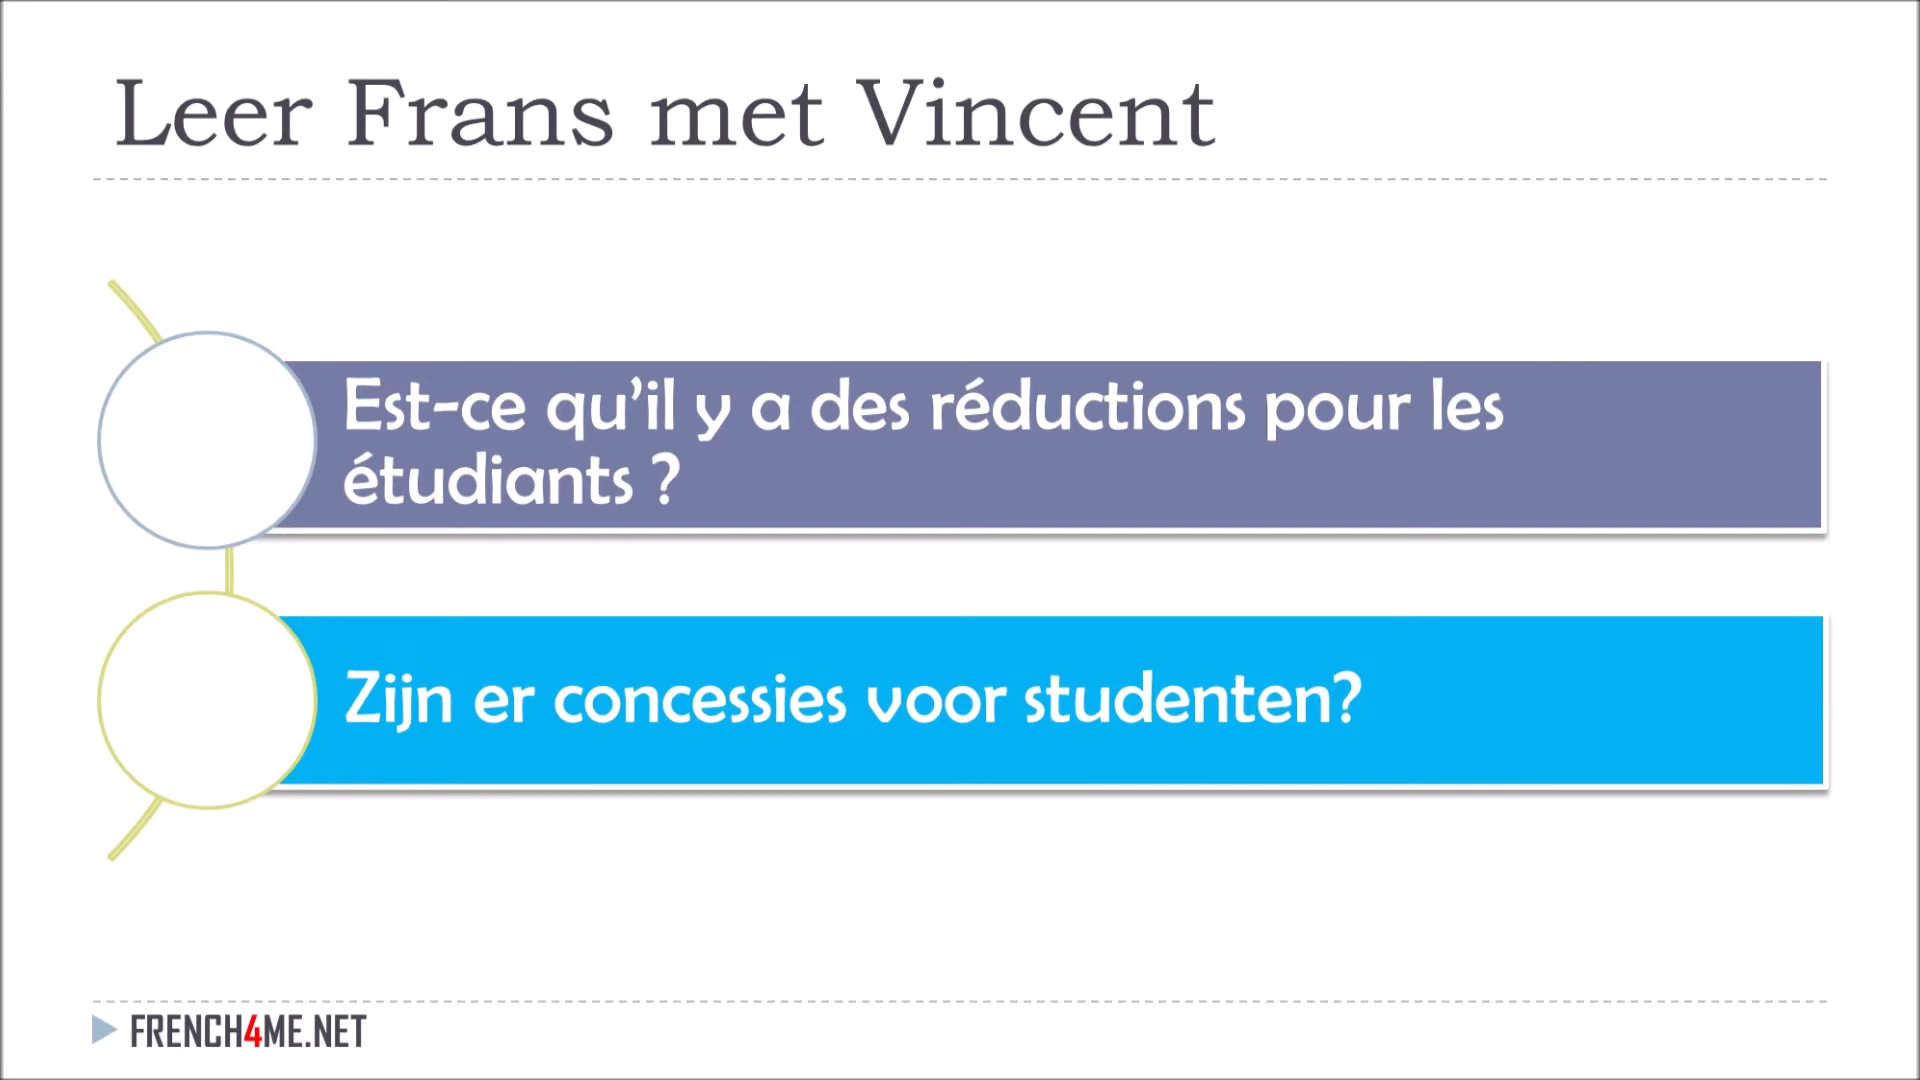 Leer Frans met Vincent
Est-ce qu’il y a des réductions pour les
étudiants ?
Zijn er concessies voor studenten?
FRENCH4ME.NET